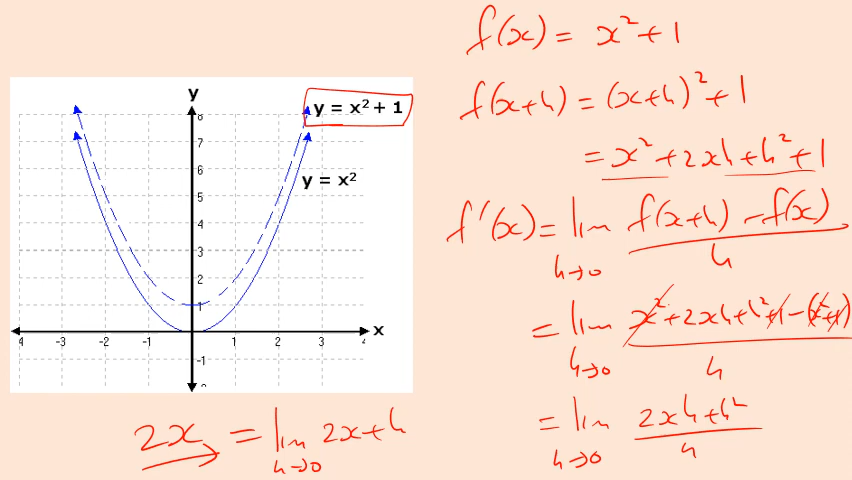 f(x) = x² + 1
f(x+h) = (x+h)² + 1
= x² + 2xh + h² + 1
f'(x) = lim h→0 f(x+h) - f(x) / h
= lim h→0 x² + 2xh + h² + 1 - (x² + 1) / h
= lim h→0 2xh + h² / h
2x = lim h→0 2x + h
y
y = x² + 1
y = x²
x
8
7
6
5
4
3
2
1
-1
4 -3 -2 -1 1 2 3 4